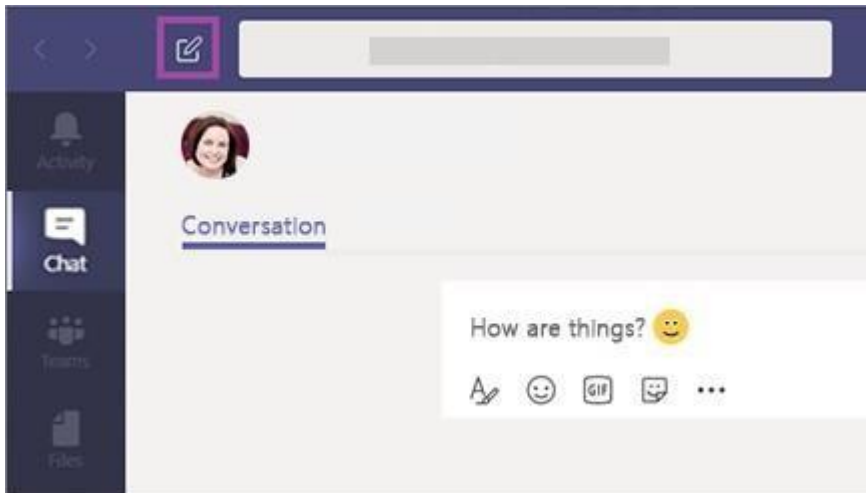 Activity
Conversation
Chat
How are things? 🙂
Teams
GIF
Files